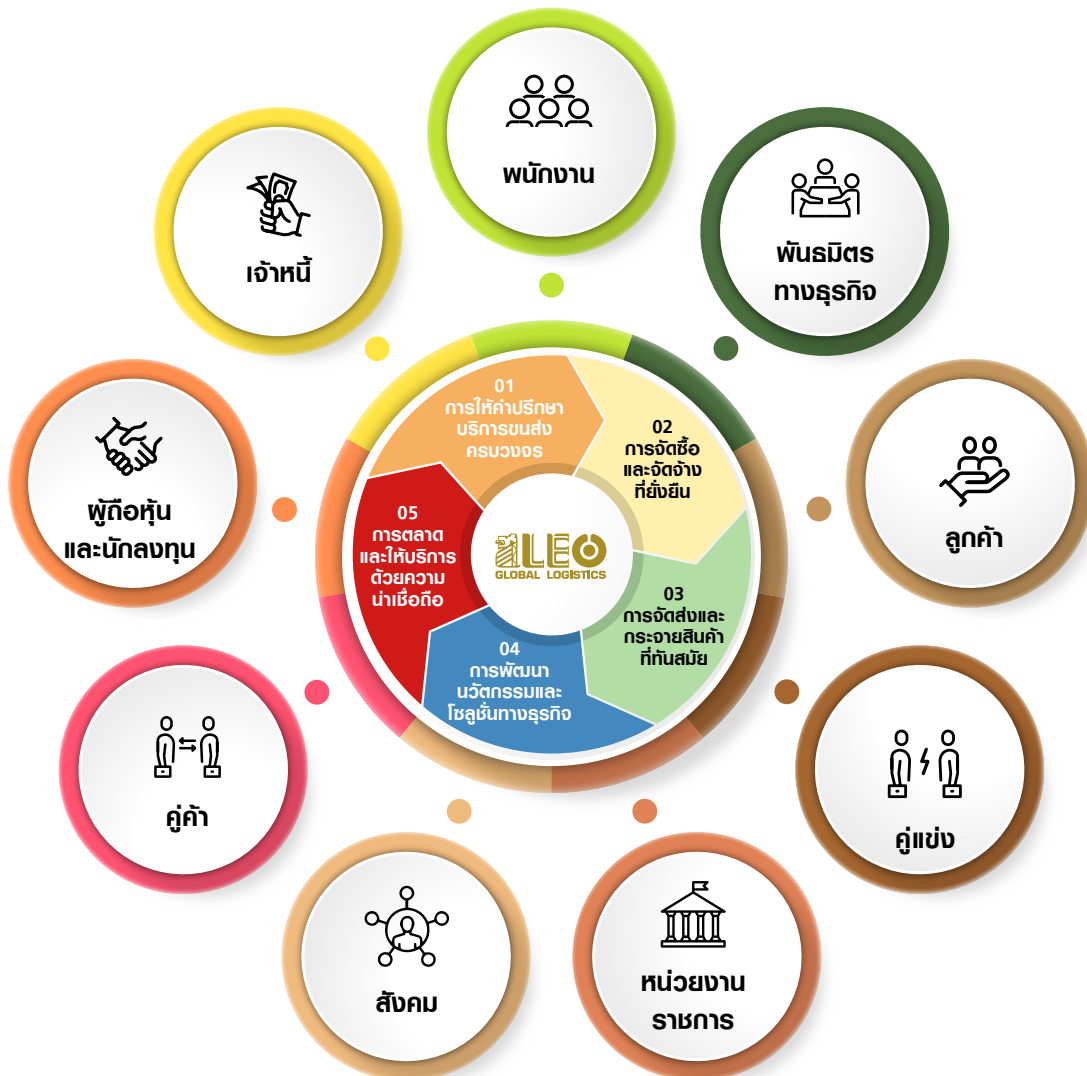 พนักงาน
พันธมิตร
ทางธุรกิจ
ลูกค้า
คู่แข่ง
หน่วยงาน
ราชการ
สังคม
คู่ค้า
ผู้ถือหุ้น
และนักลงทุน
เจ้าหนี้
01
การให้คำปรึกษา
บริการขนส่ง
ครบวงจร
02
การจัดซื้อ
และจัดจ้าง
ที่ยั่งยืน
03
การจัดส่งและ
กระจายสินค้า
ที่ทันสมัย
04
การพัฒนา
นวัตกรรมและ
โซลูชั่นทางธุรกิจ
05
การตลาด
และให้บริการ
ด้วยความ
น่าเชื่อถือ
LEO
GLOBAL LOGISTICS